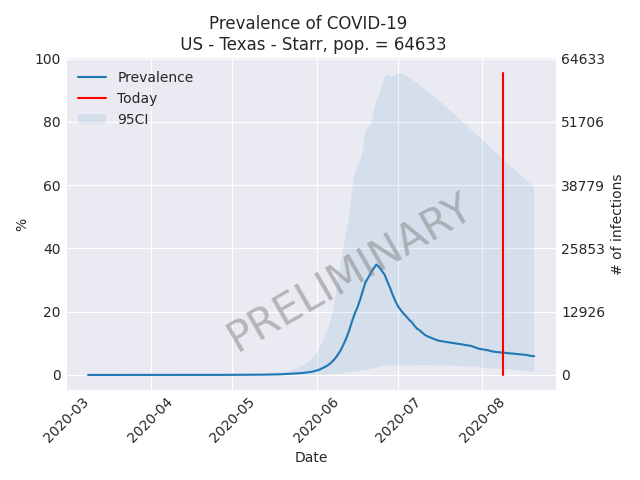 Prevalence of COVID-19
US - Texas - Starr, pop. = 64633
100
80
60
40
20
0
%
Prevalence
Today
95CI
PRELIMINARY
64633
51706
38779
25853
12926
0
# of infections
2020-03
2020-04
2020-05
2020-06
2020-07
2020-08
Date